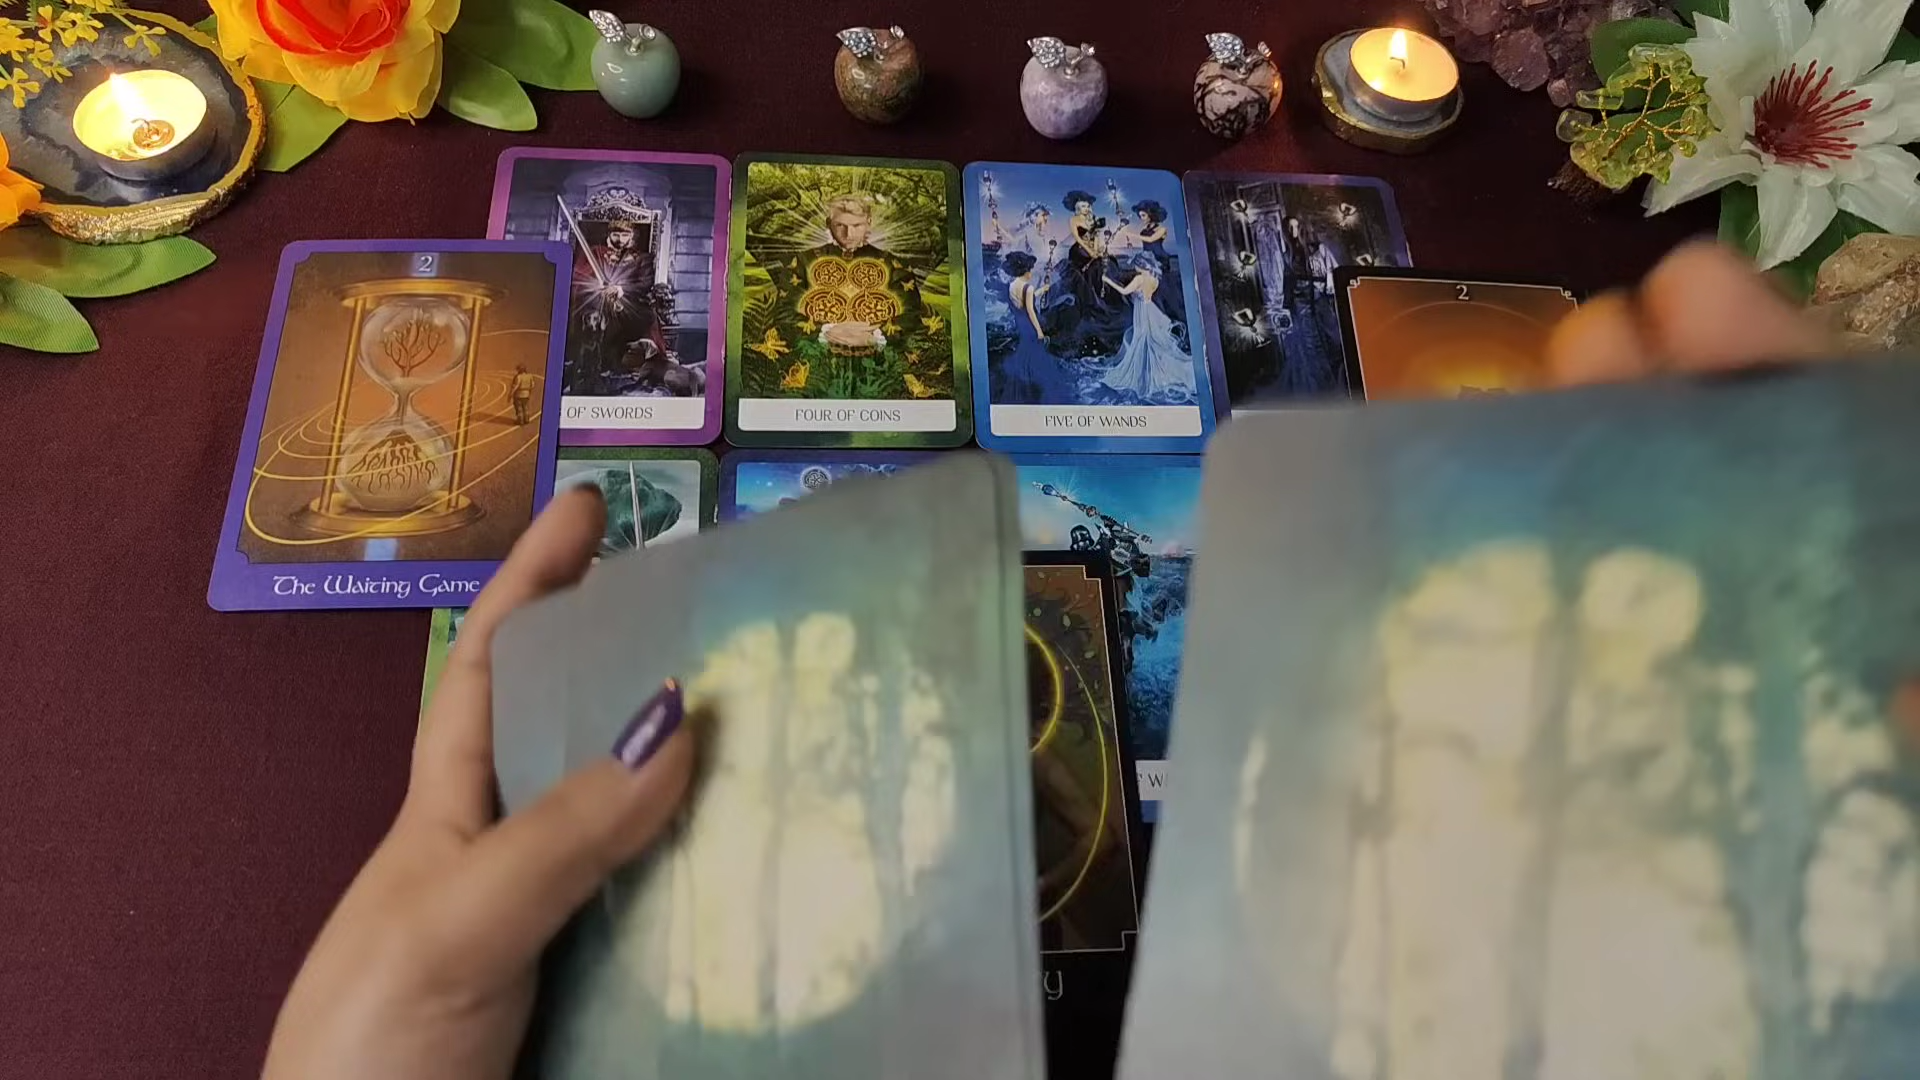 2
The Waiting Game
OF SWORDS
FOUR OF COINS
FIVE OF WANDS
2